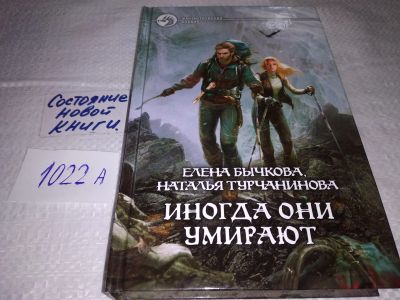 Состояние
новой
книги.
1022 А
ЕЛЕНА БЫЧКОВА,
НАТАЛЬЯ ТУРЧАНИНОВА
ИНОГДА ОНИ
УМИРАЮТ